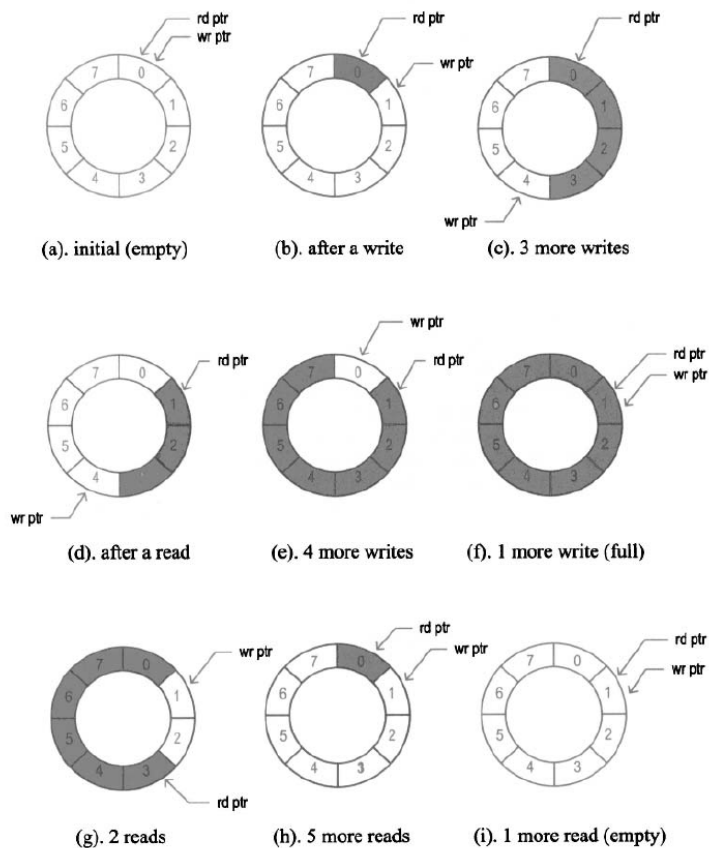 rd ptr
wr ptr
7 0
6 1
5 2
4 3
(a). initial (empty)
rd ptr
wr ptr
7 0
6 1
5 2
4 3
(b). after a write
rd ptr
7 0
6 1
5 2
4 3
wr ptr
(c). 3 more writes
rd ptr
7 0
6 1
5 2
4
wr ptr
(d). after a read
wr ptr
rd ptr
7 0
6 1
5 2
4 3
(e). 4 more writes
rd ptr
wr ptr
7 0
6 1
5 2
4 3
(f). 1 more write (full)
wr ptr
7 0
6 1
5 2
4 3
rd ptr
(g). 2 reads
rd ptr
wr ptr
7 0
6 1
5 2
4 3
(h). 5 more reads
rd ptr
wr ptr
7 0
6 1
5 2
4 3
(i). 1 more read (empty)